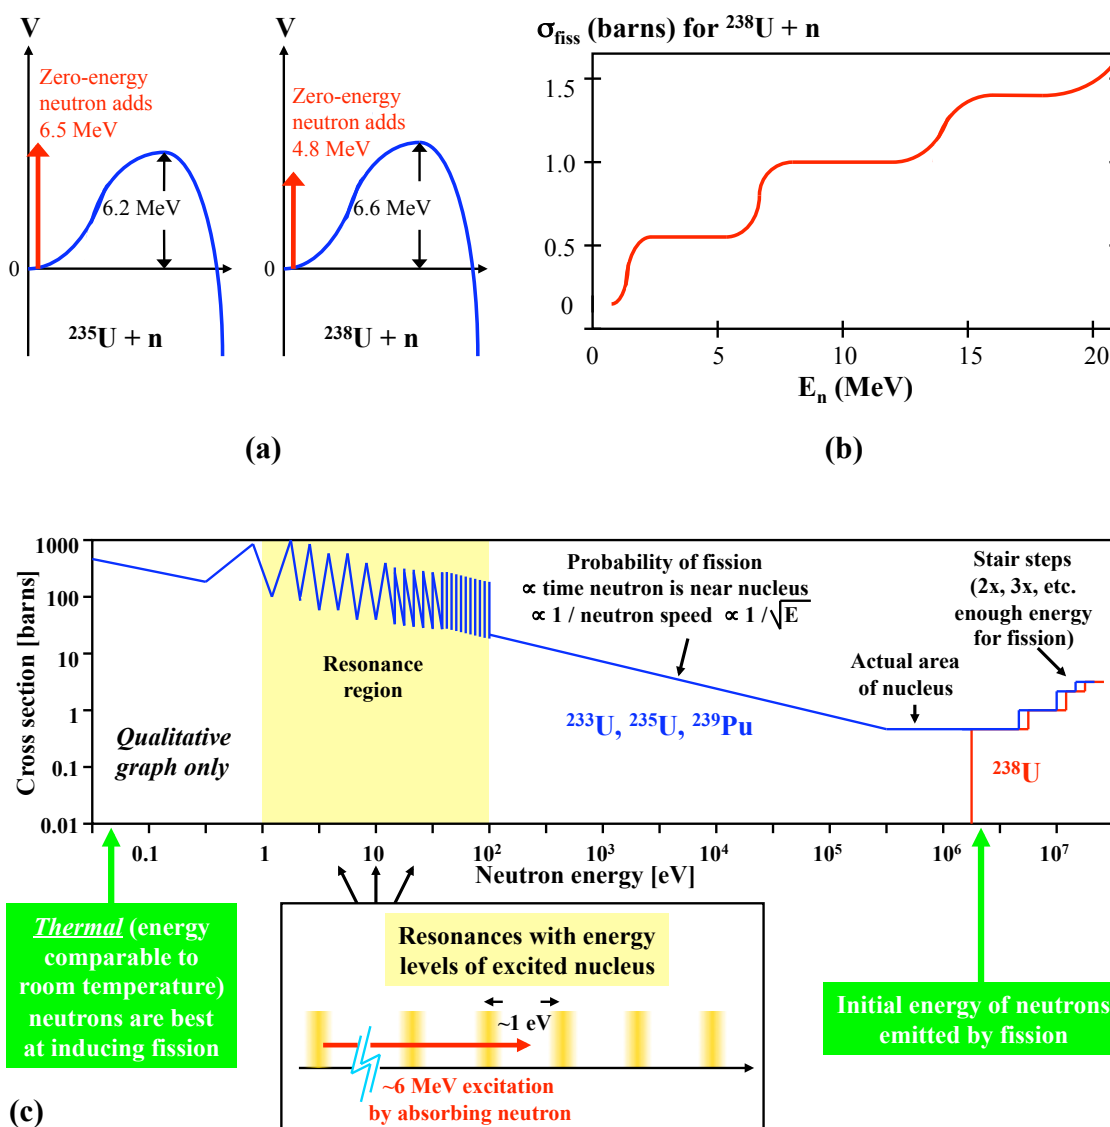 V
Zero-energy
neutron adds
6.5 MeV
6.2 MeV
0
²³⁵U + n
V
Zero-energy
neutron adds
4.8 MeV
6.6 MeV
0
²³⁸U + n
(a)
σfiss (barns) for ²³⁸U + n
1.5
1.0
0.5
0
0 5 10 15 20
Eₙ (MeV)
(b)
Cross section [barns]
1000
100
10
1
0.1
0.01
Resonance
region
Qualitative
graph only
Probability of fission
∝ time neutron is near nucleus
∝ 1 / neutron speed ∝ 1/√E
²³³U, ²³⁵U, ²³⁹Pu
Actual area
of nucleus
Stair steps
(2x, 3x, etc.
enough energy
for fission)
²³⁸U
0.1 1 10 10² 10³ 10⁴ 10⁵ 10⁶ 10⁷
Neutron energy [eV]
Thermal (energy
comparable to
room temperature)
neutrons are best
at inducing fission
Resonances with energy
levels of excited nucleus
~1 eV
~6 MeV excitation
by absorbing neutron
Initial energy of neutrons
emitted by fission
(c)